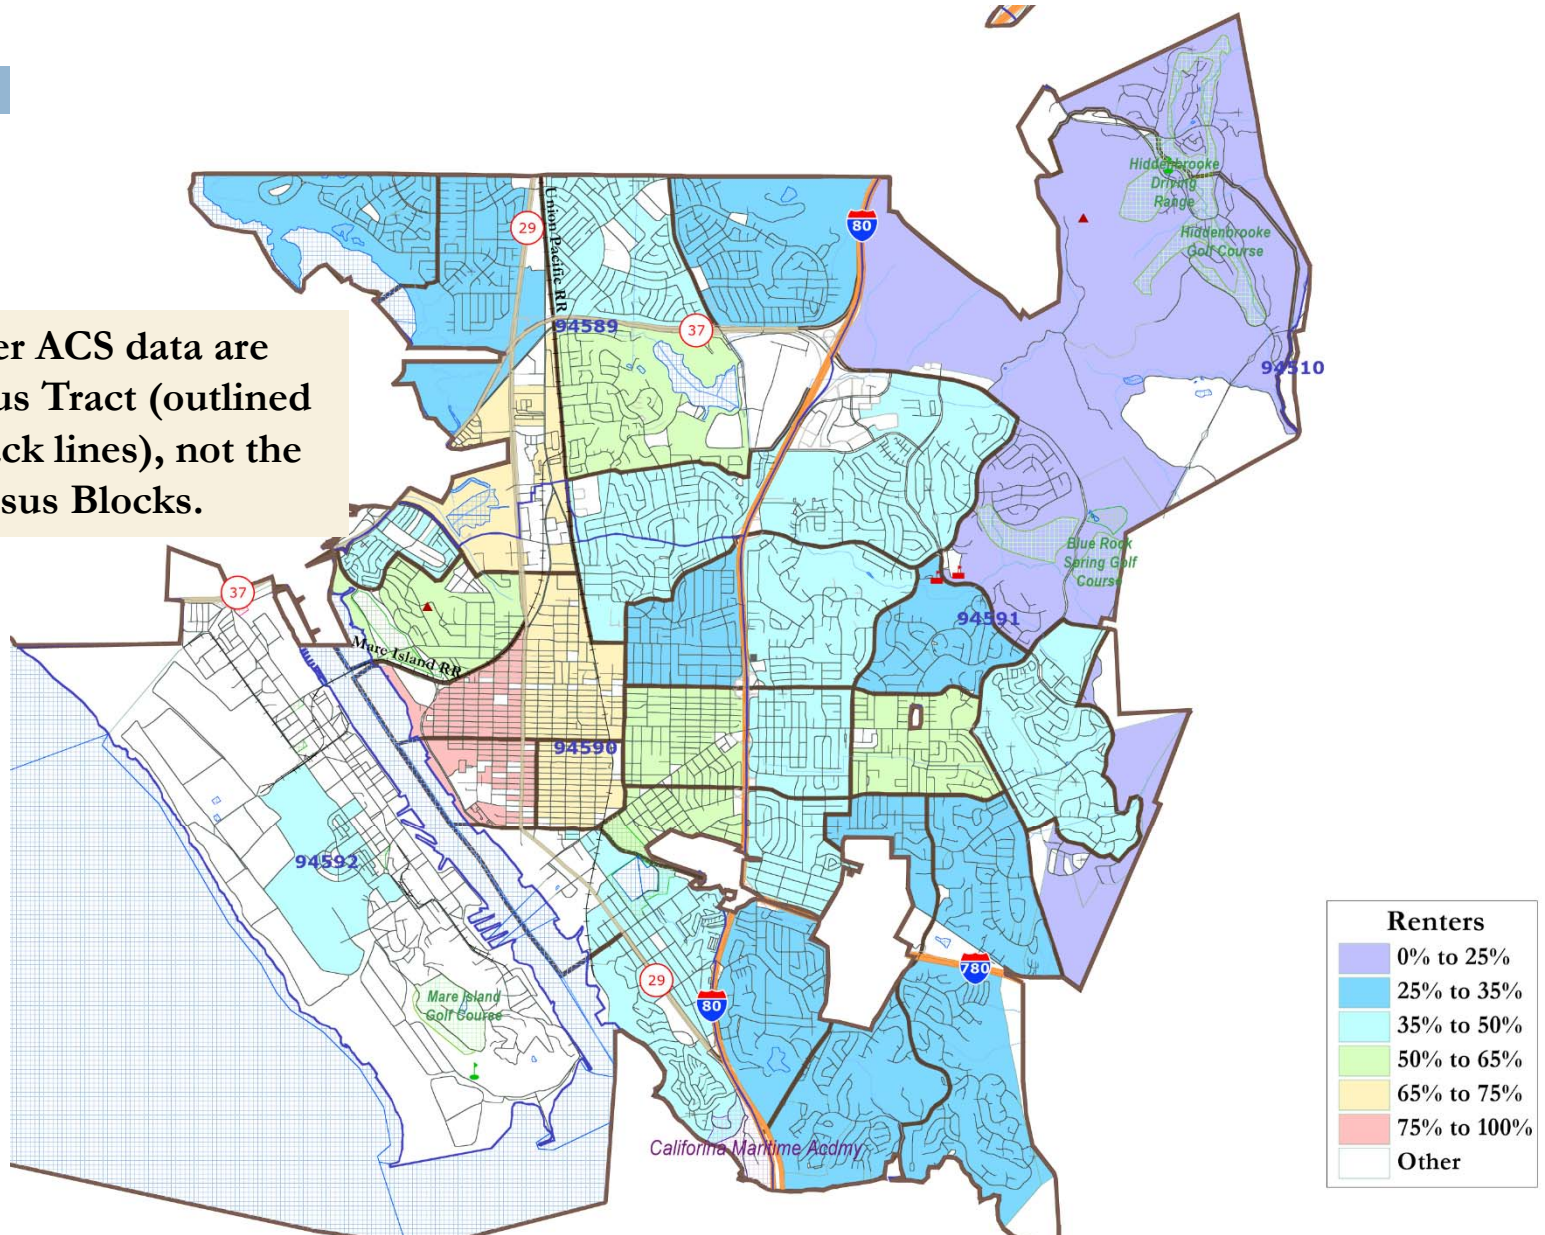 Hiddenbrooke
Driving
Range
Hiddenbrooke
Golf Course
29
80
Union Pacific RR
94589
37
94510
er ACS data are
us Tract (outlined
ck lines), not the
sus Blocks.
Blue Rock
Spring Golf
Course
37
94591
Mare Island RR
94590
94592
Mare Island
Golf Course
29
80
780
California Maritime Acdmy
Renters
0% to 25%
25% to 35%
35% to 50%
50% to 65%
65% to 75%
75% to 100%
Other